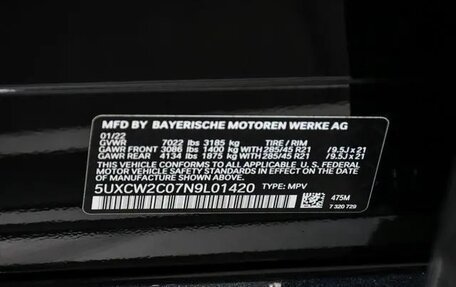 MFD BY BAYERISCHE MOTOREN WERKE AG
01/22
GVWR 7022 lbs 3185 kg TIRE / RIM
GAWR FRONT 3086 lbs 1400 kg WITH 285/45 R21 /9.5J x 21
GAWR REAR 4134 lbs 1875 kg WITH 285/45 R21 /9.5J x 21
THIS VEHICLE CONFORMS TO ALL APPLICABLE U.S. FEDERAL
MOTOR VEHICLE SAFETY STANDARDS IN EFFECT ON THE DATE OF
MANUFACTURE SHOWN ABOVE.
5UXCW2C07N9L01420 TYPE: MPV
475M
7 320 729